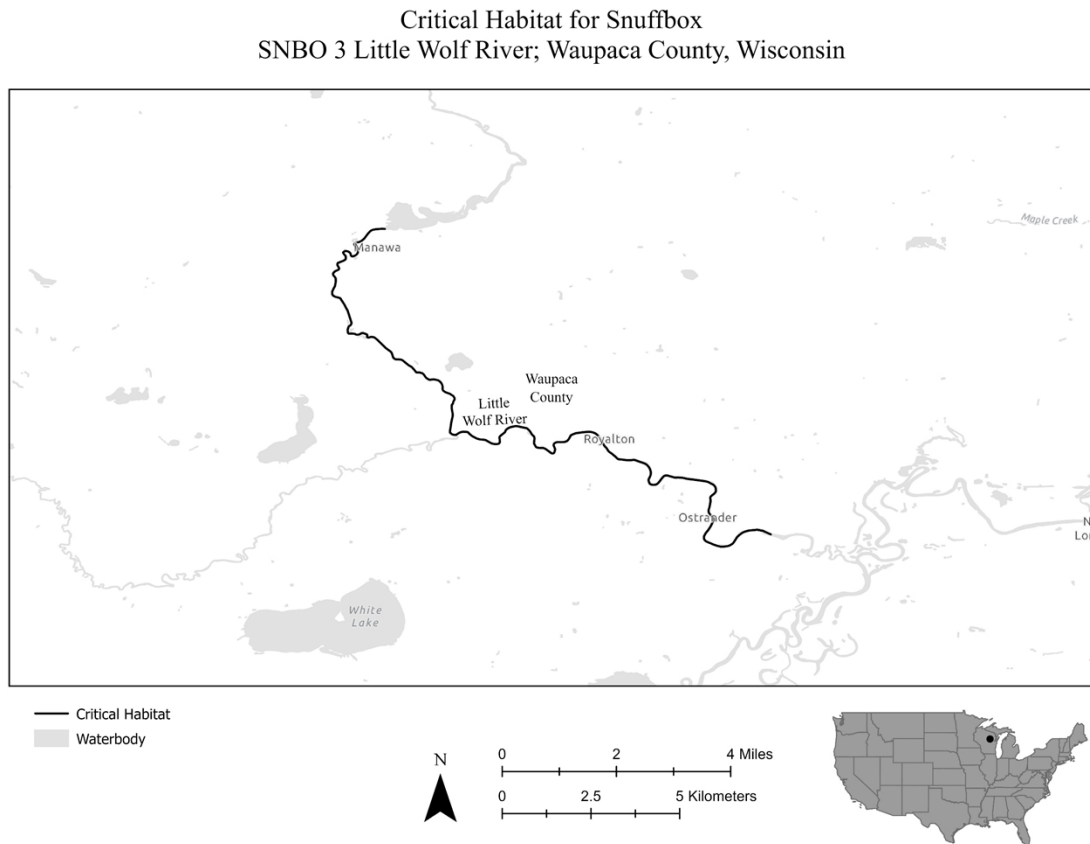 Critical Habitat for Snuffbox
SNBO 3 Little Wolf River; Waupaca County, Wisconsin
Maple Creek
Manawa
Waupaca
County
Little
Wolf River
Royalton
Ostrander
N
Lon
White
Lake
Critical Habitat
Waterbody
N
0 2 4 Miles
0 2.5 5 Kilometers